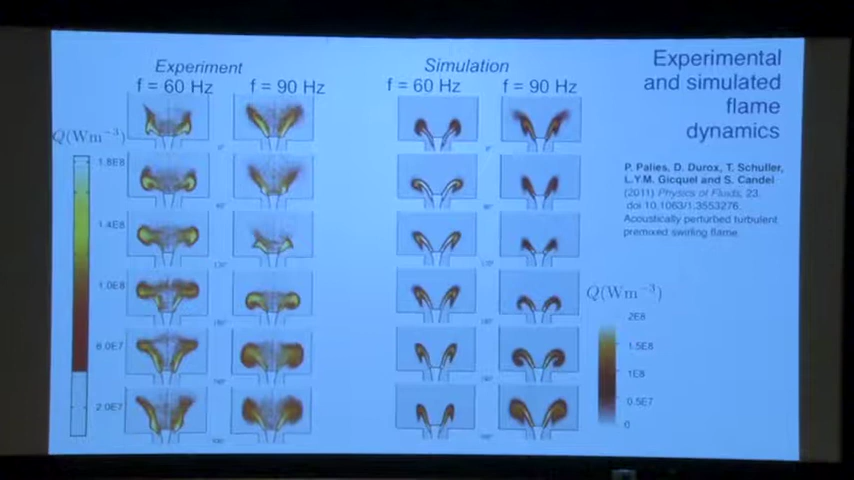 Experiment
f = 60 Hz f = 90 Hz
Simulation
f = 60 Hz f = 90 Hz
Experimental
and simulated
flame
dynamics
P. Palies, D. Durox, T. Schuller,
L.Y.M. Gicquel and S. Candel
(2011) Physics of Fluids, 23.
doi 10.1063/1.3553276.
Acoustically perturbed turbulent
premixed swirling flame
Q(Wm⁻³)
1.8E8
1.4E8
1.0E8
6.0E7
2.0E7
Q(Wm⁻³)
2E8
1.5E8
1E8
0.5E7
0